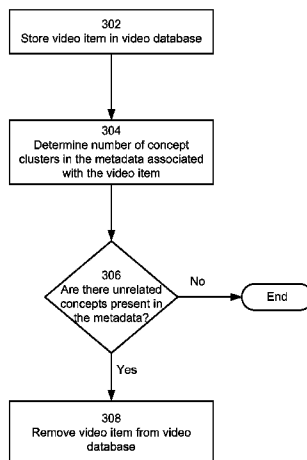 302
Store video item in video database
304
Determine number of concept
clusters in the metadata associated
with the video item
306
Are there unrelated
concepts present in
the metadata?
No
End
Yes
308
Remove video item from video
database